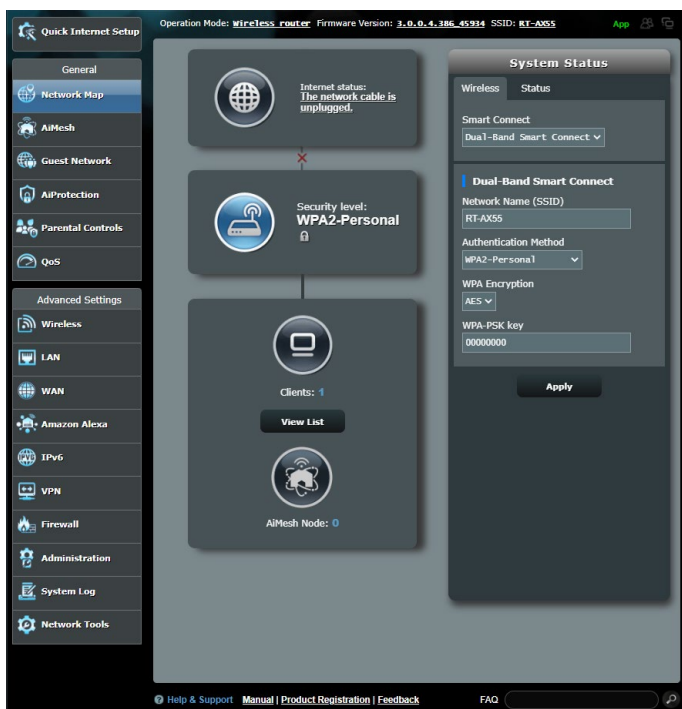 Quick Internet Setup
Operation Mode: Wireless router Firmware Version: 3.0.0.4.386_45934 SSID: RT-AX55
App
General
Network Map
AiMesh
Guest Network
AiProtection
Parental Controls
QoS
Advanced Settings
Wireless
LAN
WAN
Amazon Alexa
IPv6
VPN
Firewall
Administration
System Log
Network Tools
Internet status:
The network cable is
unplugged.
Security level:
WPA2-Personal
Clients: 1
View List
AiMesh Node: 0
System Status
Wireless Status
Smart Connect
Dual-Band Smart Connect
Dual-Band Smart Connect
Network Name (SSID)
RT-AX55
Authentication Method
WPA2-Personal
WPA Encryption
AES
WPA-PSK key
00000000
Apply
Help & Support Manual | Product Registration | Feedback FAQ